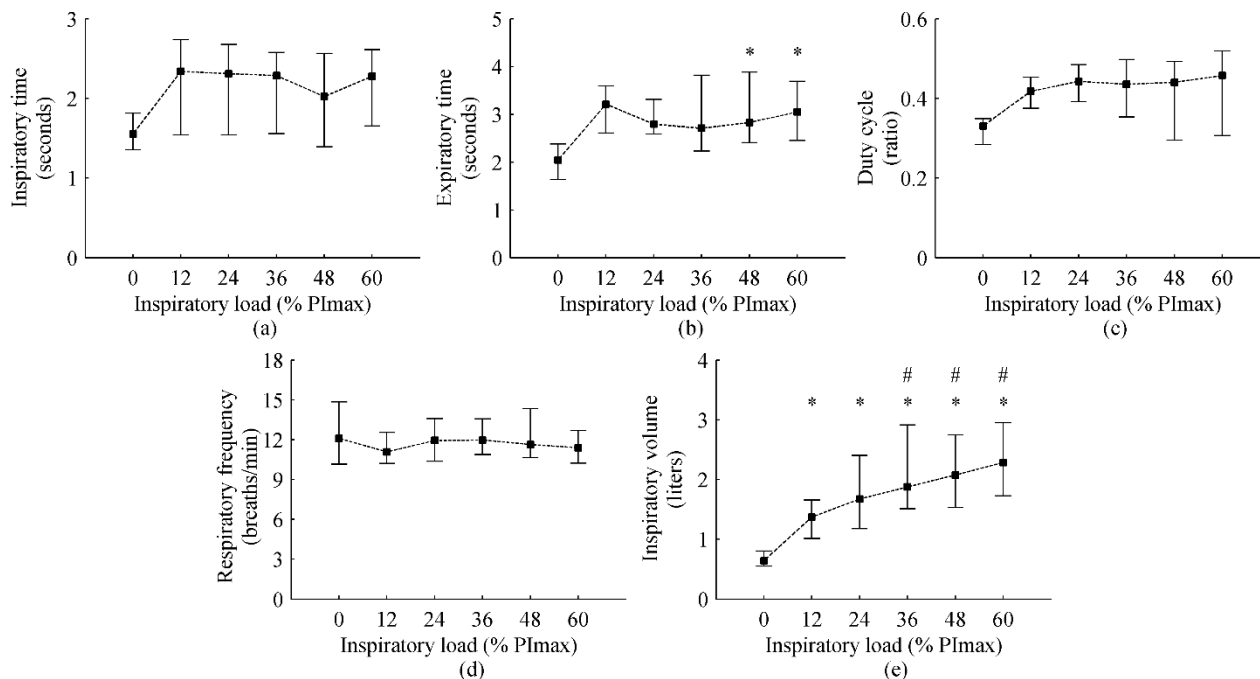 3
2
1
0
Inspiratory time
(seconds)
0 12 24 36 48 60
Inspiratory load (% PImax)
(a)
5
4
3
2
1
0
Expiratory time
(seconds)
* *
0 12 24 36 48 60
Inspiratory load (% PImax)
(b)
0.6
0.4
0.2
0
Duty cycle
(ratio)
0 12 24 36 48 60
Inspiratory load (% PImax)
(c)
18
15
12
9
6
3
0
Respiratory frequency
(breaths/min)
0 12 24 36 48 60
Inspiratory load (% PImax)
(d)
4
3
2
1
0
Inspiratory volume
(liters)
# # #
* * * * *
0 12 24 36 48 60
Inspiratory load (% PImax)
(e)